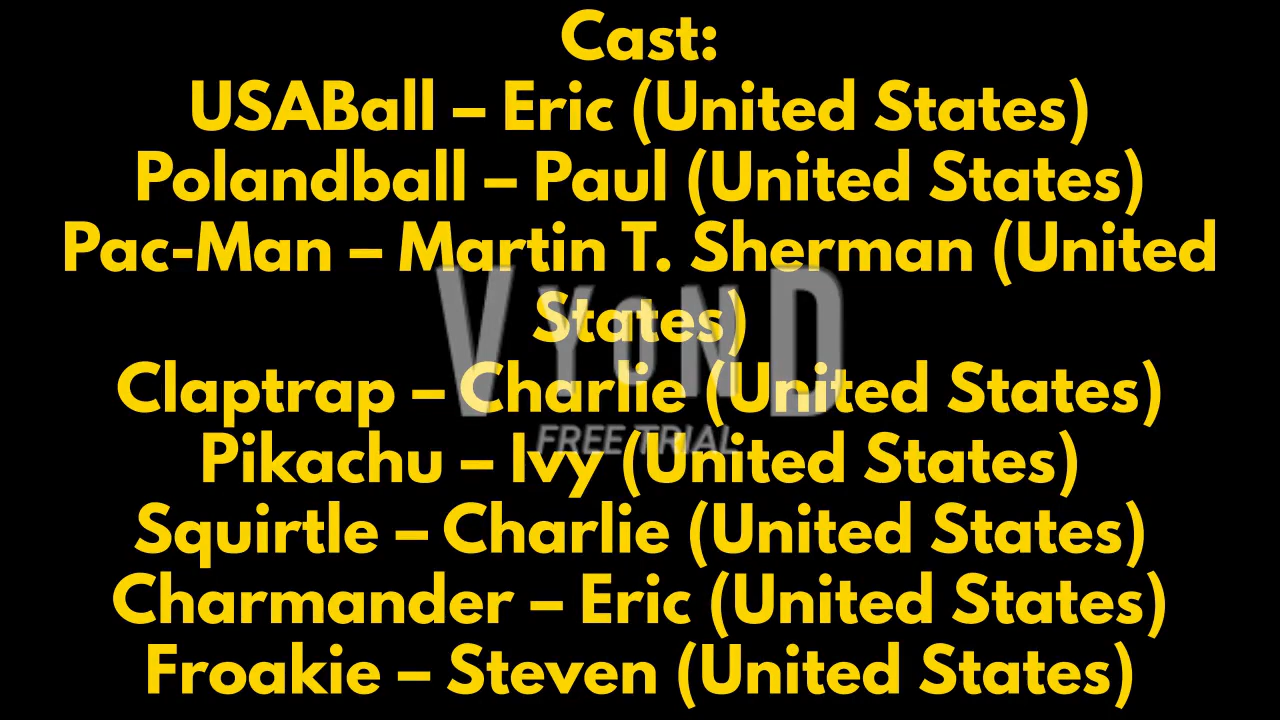 Cast:
USABall – Eric (United States)
Polandball – Paul (United States)
Pac-Man – Martin T. Sherman (United
States)
Claptrap – Charlie (United States)
Pikachu – Ivy (United States)
Squirtle – Charlie (United States)
Charmander – Eric (United States)
Froakie – Steven (United States)
VYOND
FREE TRIAL